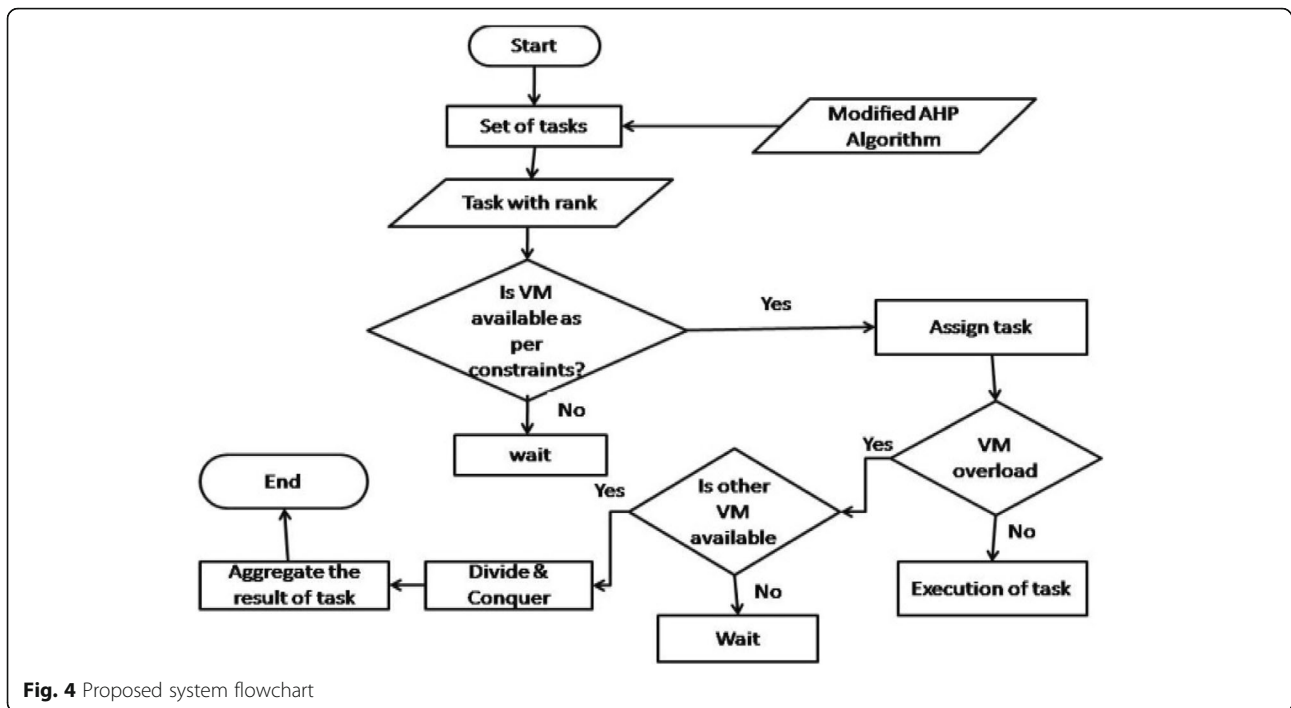 Start
Set of tasks
Modified AHP
Algorithm
Task with rank
Is VM
available as
per
constraints?
Yes
Assign task
No
wait
VM
overload
Yes
No
Execution of task
Is other
VM
available
Yes
No
Wait
Divide &
Conquer
Aggregate the
result of task
End
Fig. 4 Proposed system flowchart